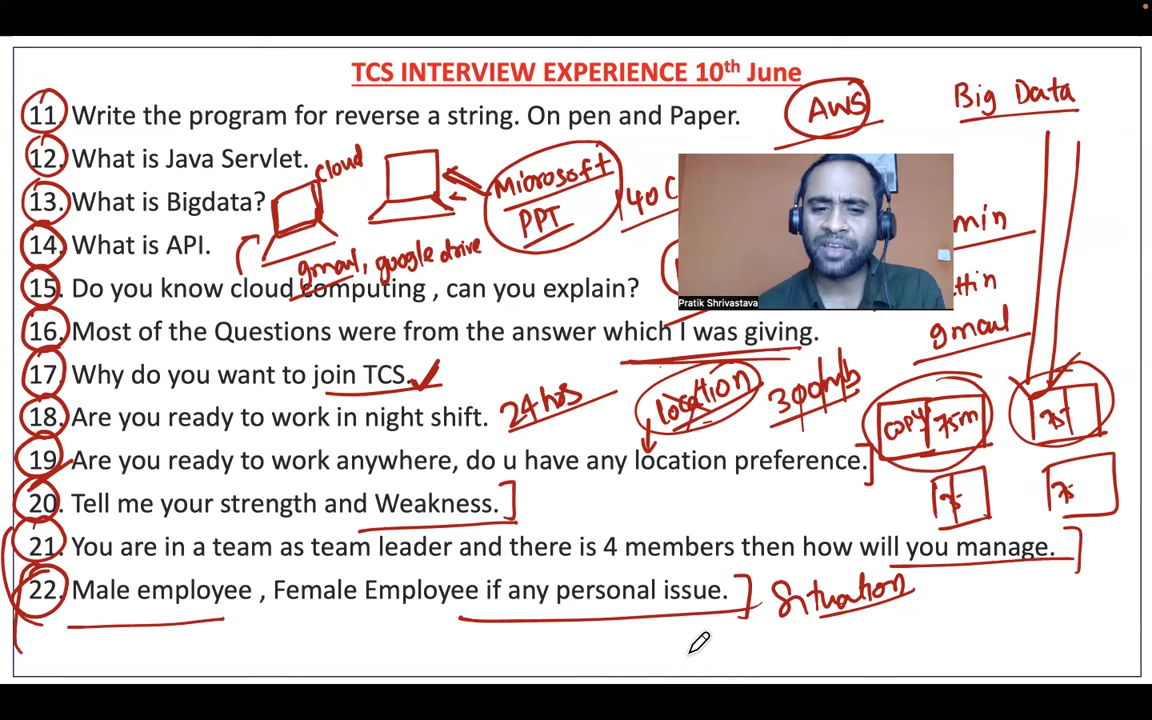 TCS INTERVIEW EXPERIENCE 10th June
Big Data
AWS
11. Write the program for reverse a string. On pen and Paper.
12. What is Java Servlet.
cloud
Microsoft
PPT
40 C
13. What is Bigdata?
min
14. What is API.
gmail, google drive
15. Do you know cloud computing , can you explain?
Pratik Shrivastava
16. Most of the Questions were from the answer which I was giving.
gmail
17. Why do you want to join TCS.
24 hrs
location
300mb
copy 75m
75
18. Are you ready to work in night shift.
19. Are you ready to work anywhere, do u have any location preference.
20. Tell me your strength and Weakness.
75
21. You are in a team as team leader and there is 4 members then how will you manage.
22. Male employee , Female Employee if any personal issue.
Situation